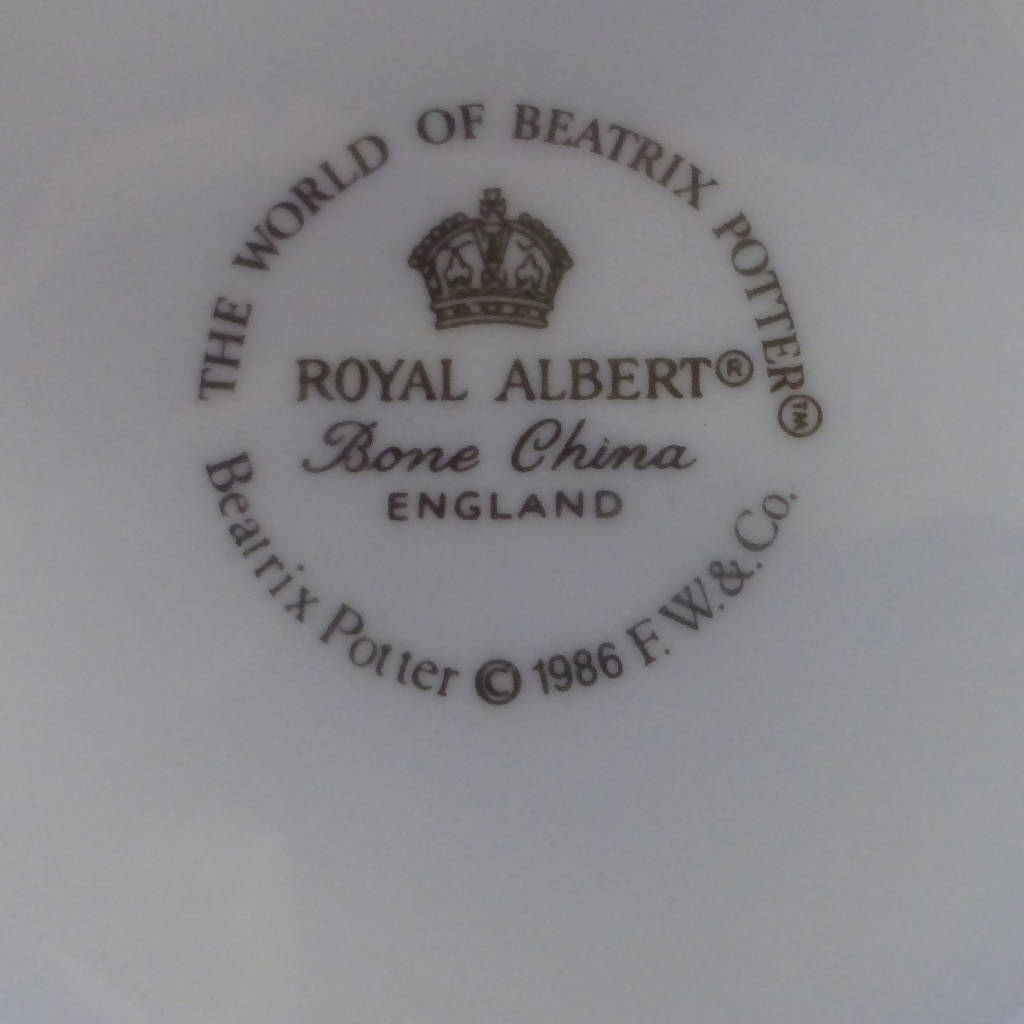 THE WORLD OF BEATRIX POTTER™
ROYAL ALBERT®
Bone China
ENGLAND
Beatrix Potter © 1986 F. W. & Co.